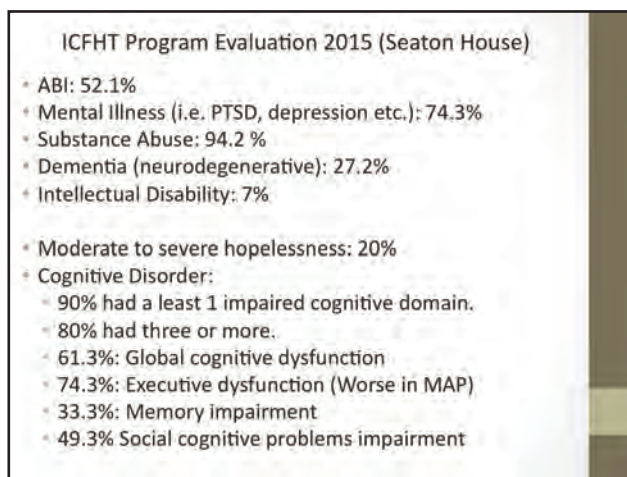 ICFHT Program Evaluation 2015 (Seaton House)
ABI: 52.1%
Mental Illness (i.e. PTSD, depression etc.): 74.3%
Substance Abuse: 94.2 %
Dementia (neurodegenerative): 27.2%
Intellectual Disability: 7%
Moderate to severe hopelessness: 20%
Cognitive Disorder:
90% had a least 1 impaired cognitive domain.
80% had three or more.
61.3%: Global cognitive dysfunction
74.3%: Executive dysfunction (Worse in MAP)
33.3%: Memory impairment
49.3% Social cognitive problems impairment